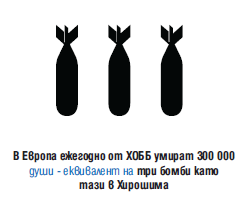 В Европа ежегодно от ХОББ умират 300 000
души - еквивалент на три бомби като
тази в Хирошима